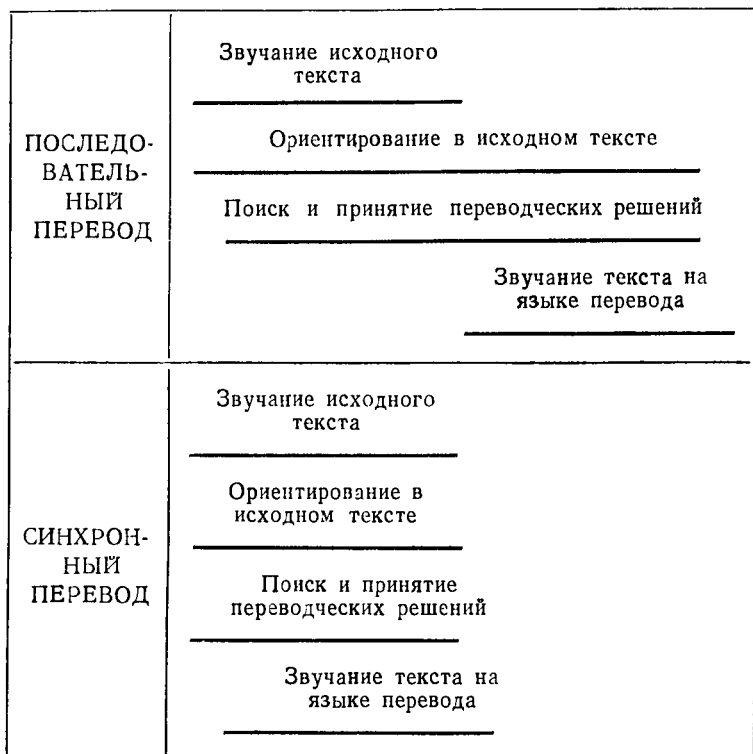 ПОСЛЕДО-
ВАТЕЛЬ-
НЫЙ
ПЕРЕВОД
Звучание исходного
текста
Ориентирование в исходном тексте
Поиск и принятие переводческих решений
Звучание текста на
языке перевода
СИНХРОН-
НЫЙ
ПЕРЕВОД
Звучание исходного
текста
Ориентирование в
исходном тексте
Поиск и принятие
переводческих решений
Звучание текста на
языке перевода